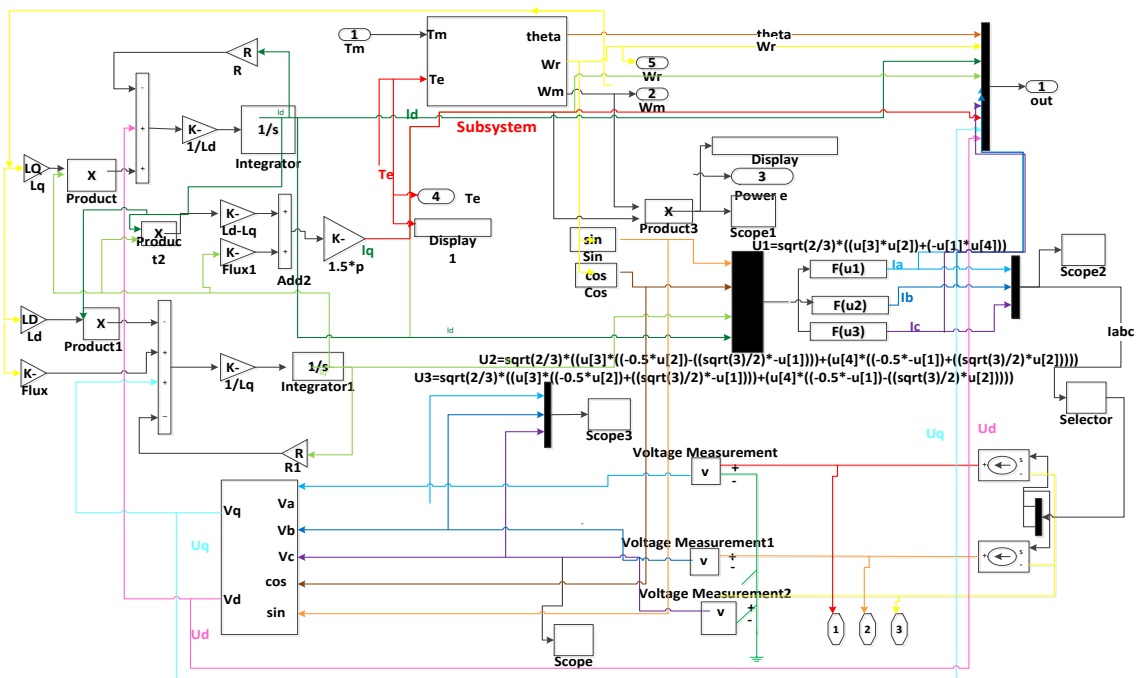 1
Tm
Tm
theta
Wr
Te
Wm
Subsystem
theta
Wr
5
Wr
2
Wm
1
out
R
R
-
+
+
K-
1/Ld
1/s
Integrator
Id
Id
LQ
Lq
X
Product
X
Produc
t2
K-
Ld-Lq
K-
Flux1
+
+
Add2
K-
1.5*p
Iq
Te
4
Te
Display
1
Display
3
Power e
X
Product3
Scope1
sin
Sin
cos
Cos
U1=sqrt(2/3)*((u[3]*u[2])+(-u[1]*u[4]))
F(u1)
Ia
F(u2)
Ib
F(u3)
Ic
Scope2
Iabc
LD
Ld
X
Product1
K-
Flux
-
+
+
–
K-
1/Lq
1/s
Integrator1
Id
U2=sqrt(2/3)*((u[3]*((-0.5*u[2])-((sqrt(3)/2)*-u[1])))+(u[4]*((-0.5*-u[1])+((sqrt(3)/2)*u[2]))))
U3=sqrt(2/3)*((u[3]*((-0.5*u[2])+((sqrt(3)/2)*-u[1])))+(u[4]*((-0.5*-u[1])-((sqrt(3)/2)*u[2]))))
Selector
Scope3
R
R1
Uq
Ud
Voltage Measurement
v
+
-
+
s
-
Vq
Va
Vb
Vc
cos
Vd
sin
Uq
Ud
Voltage Measurement1
v
+
-
+
s
-
Voltage Measurement2
v
+
-
Scope
1
2
3